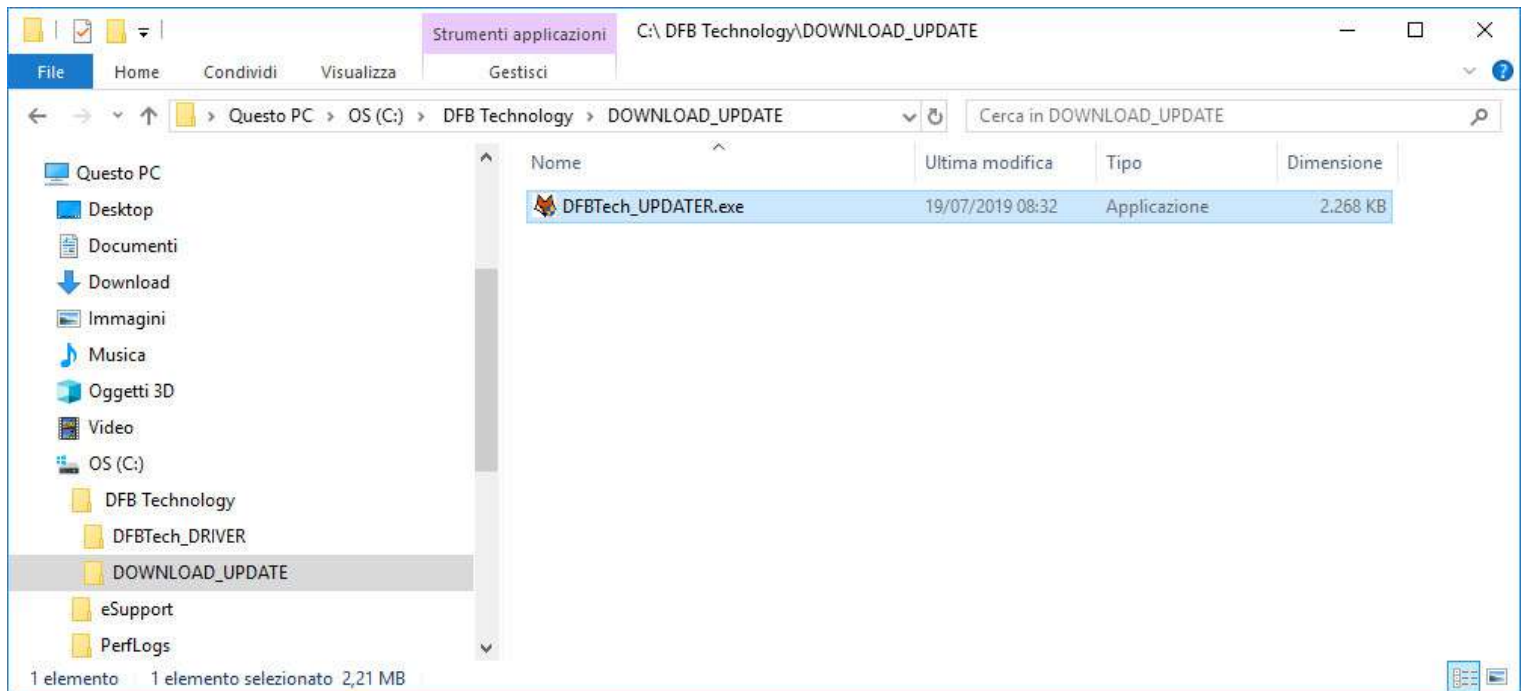 Strumenti applicazioni C:\ DFB Technology\DOWNLOAD_UPDATE
File Home Condividi Visualizza Gestisci
Questo PC > OS (C:) > DFB Technology > DOWNLOAD_UPDATE Cerca in DOWNLOAD_UPDATE
Nome Ultima modifica Tipo Dimensione
DFBTech_UPDATER.exe 19/07/2019 08:32 Applicazione 2.268 KB
Questo PC
Desktop
Documenti
Download
Immagini
Musica
Oggetti 3D
Video
OS (C:)
DFB Technology
DFBTech_DRIVER
DOWNLOAD_UPDATE
eSupport
PerfLogs
1 elemento 1 elemento selezionato 2,21 MB